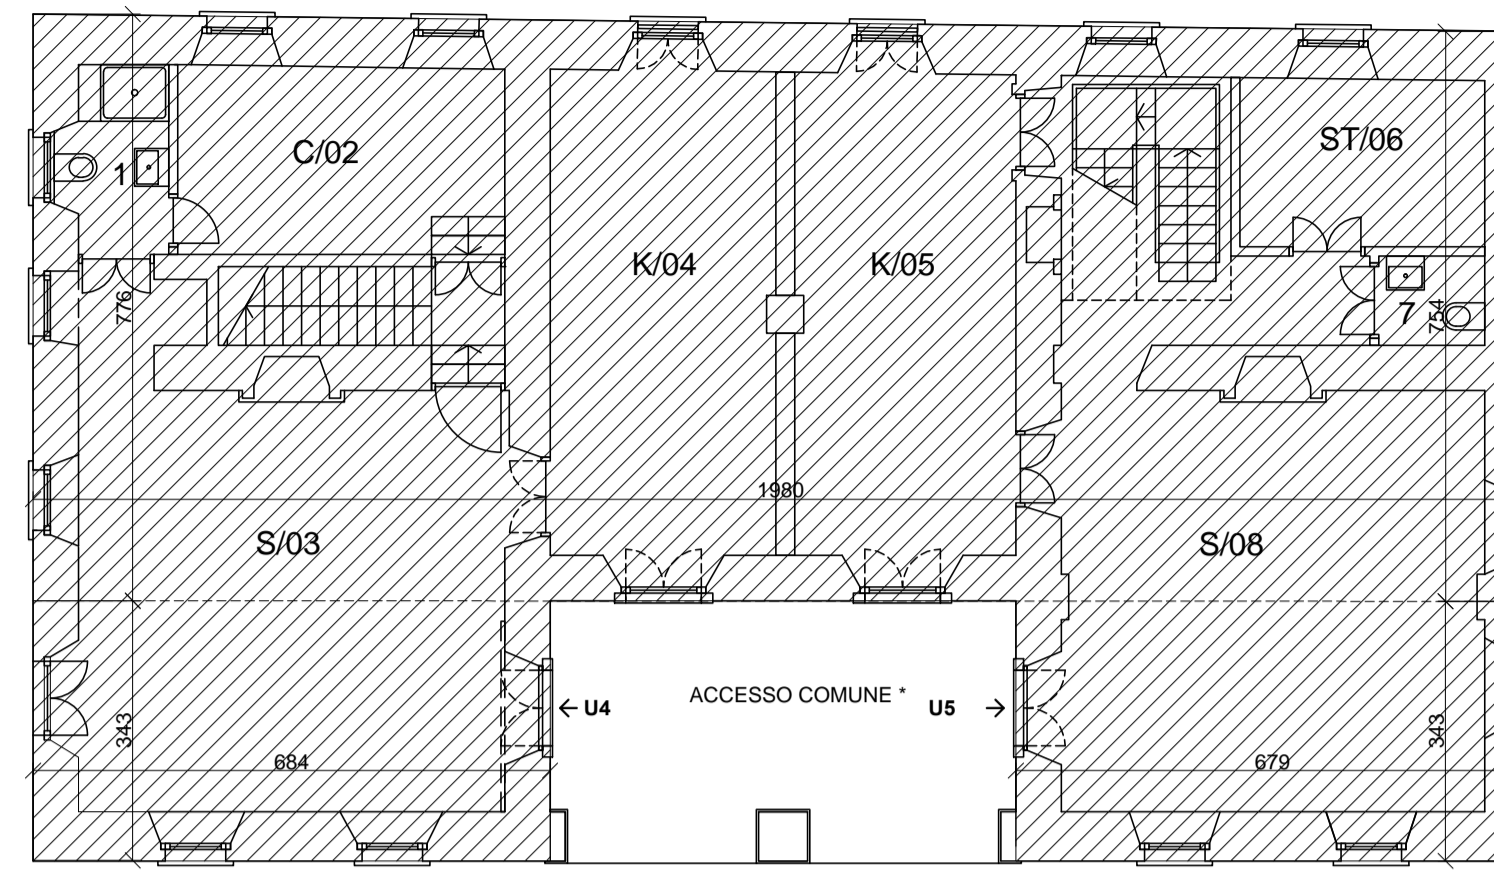 C/02
ST/06
1
K/04
K/05
776
754
7
1980
S/03
S/08
ACCESSO COMUNE *
U4
U5
343
343
684
679